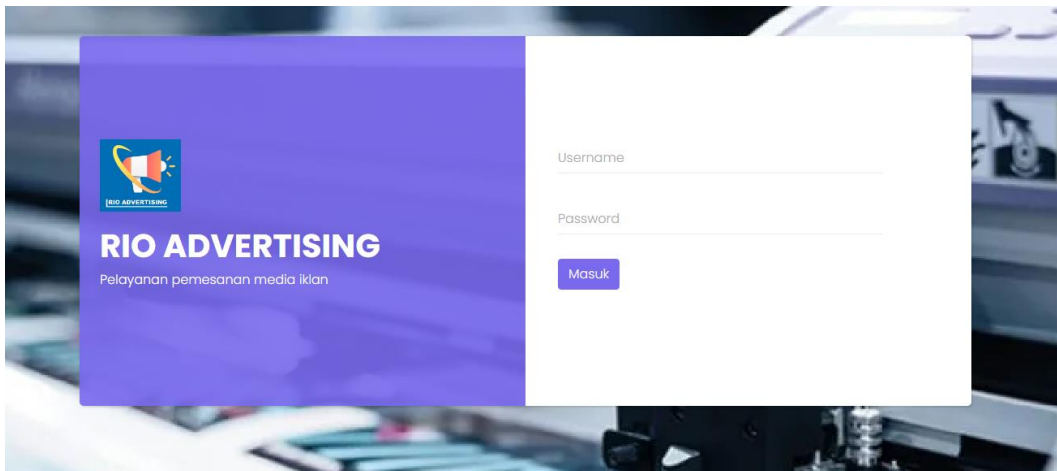 RIO ADVERTISING
RIO ADVERTISING
Pelayanan pemesanan media iklan
Username
Password
Masuk